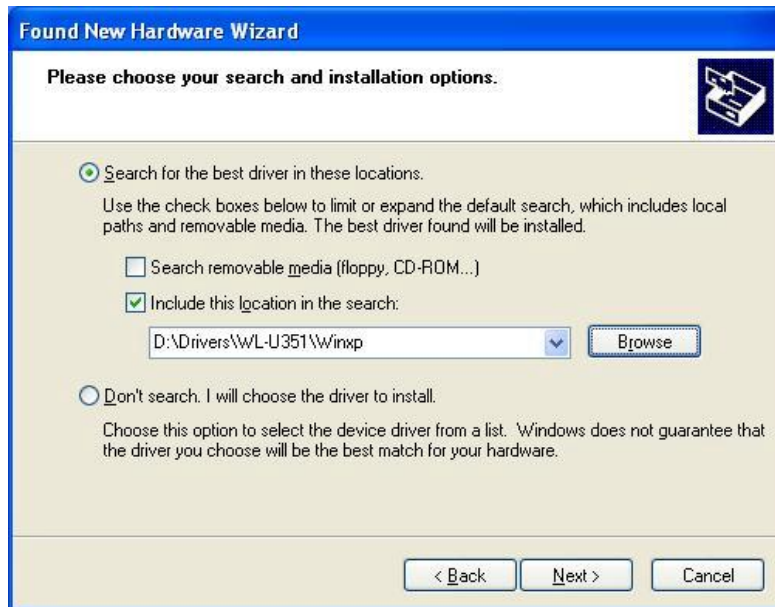 Found New Hardware Wizard
Please choose your search and installation options.
Search for the best driver in these locations.
Use the check boxes below to limit or expand the default search, which includes local
paths and removable media. The best driver found will be installed.
Search removable media (floppy, CD-ROM...)
Include this location in the search:
D:\Drivers\WL-U351\Winxp
Browse
Don't search. I will choose the driver to install.
Choose this option to select the device driver from a list. Windows does not guarantee that
the driver you choose will be the best match for your hardware.
< Back Next > Cancel